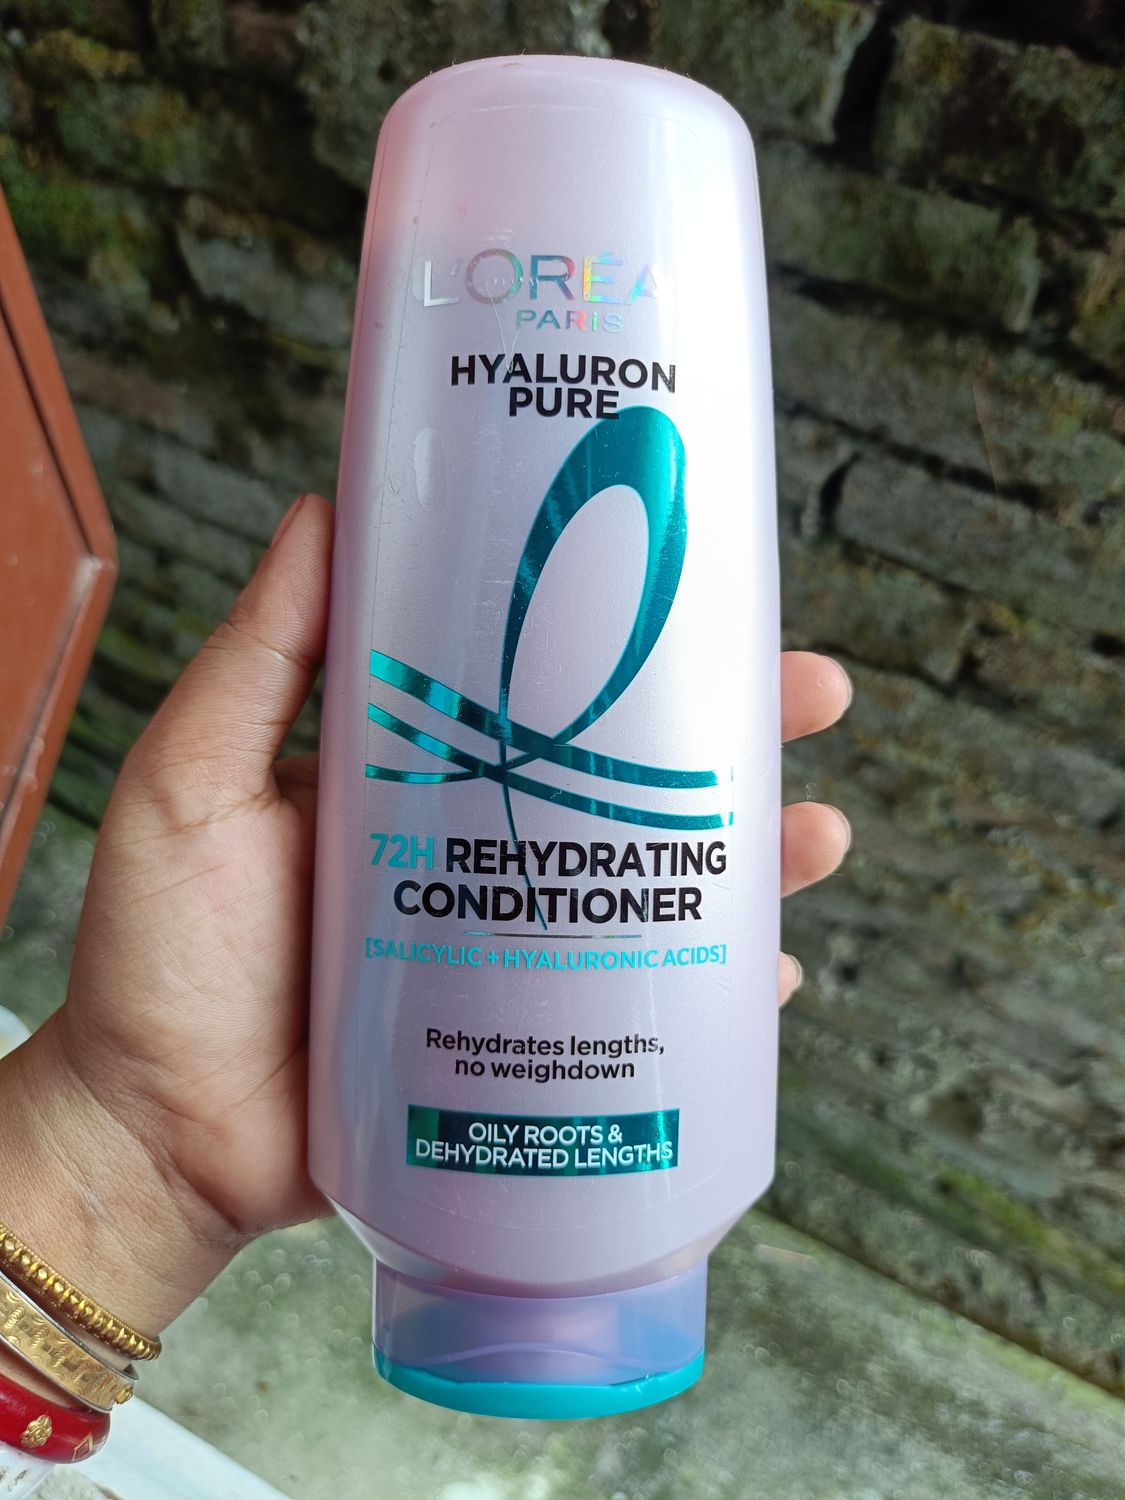 L'ORÉA
PARIS
HYALURON
PURE
72H REHYDRATING
CONDITIONER
[SALICYLIC + HYALURONIC ACIDS]
Rehydrates lengths,
no weighdown
OILY ROOTS &
DEHYDRATED LENGTHS